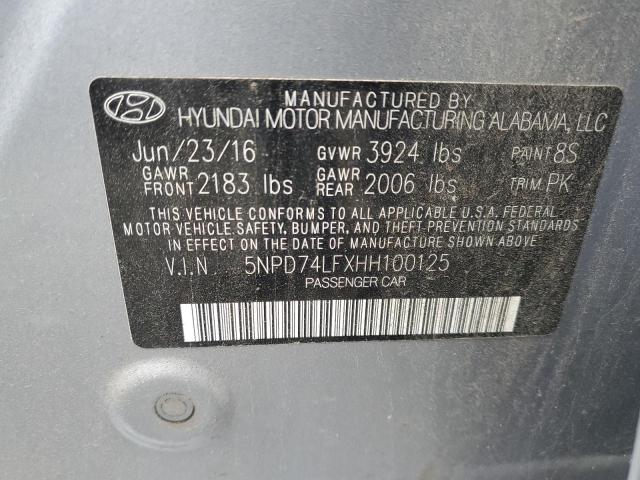 MANUFACTURED BY
HYUNDAI MOTOR MANUFACTURING ALABAMA, LLC
Jun/23/16 GVWR 3924 lbs PAINT 8S
GAWR FRONT 2183 lbs GAWR REAR 2006 lbs TRIM PK
THIS VEHICLE CONFORMS TO ALL APPLICABLE U.S.A. FEDERAL
MOTOR VEHICLE SAFETY, BUMPER, AND THEFT PREVENTION STANDARDS
IN EFFECT ON THE DATE OF MANUFACTURE SHOWN ABOVE
V.I.N 5NPD74LFXHH100125
PASSENGER CAR